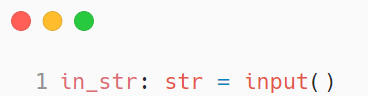 1 in_str: str = input()